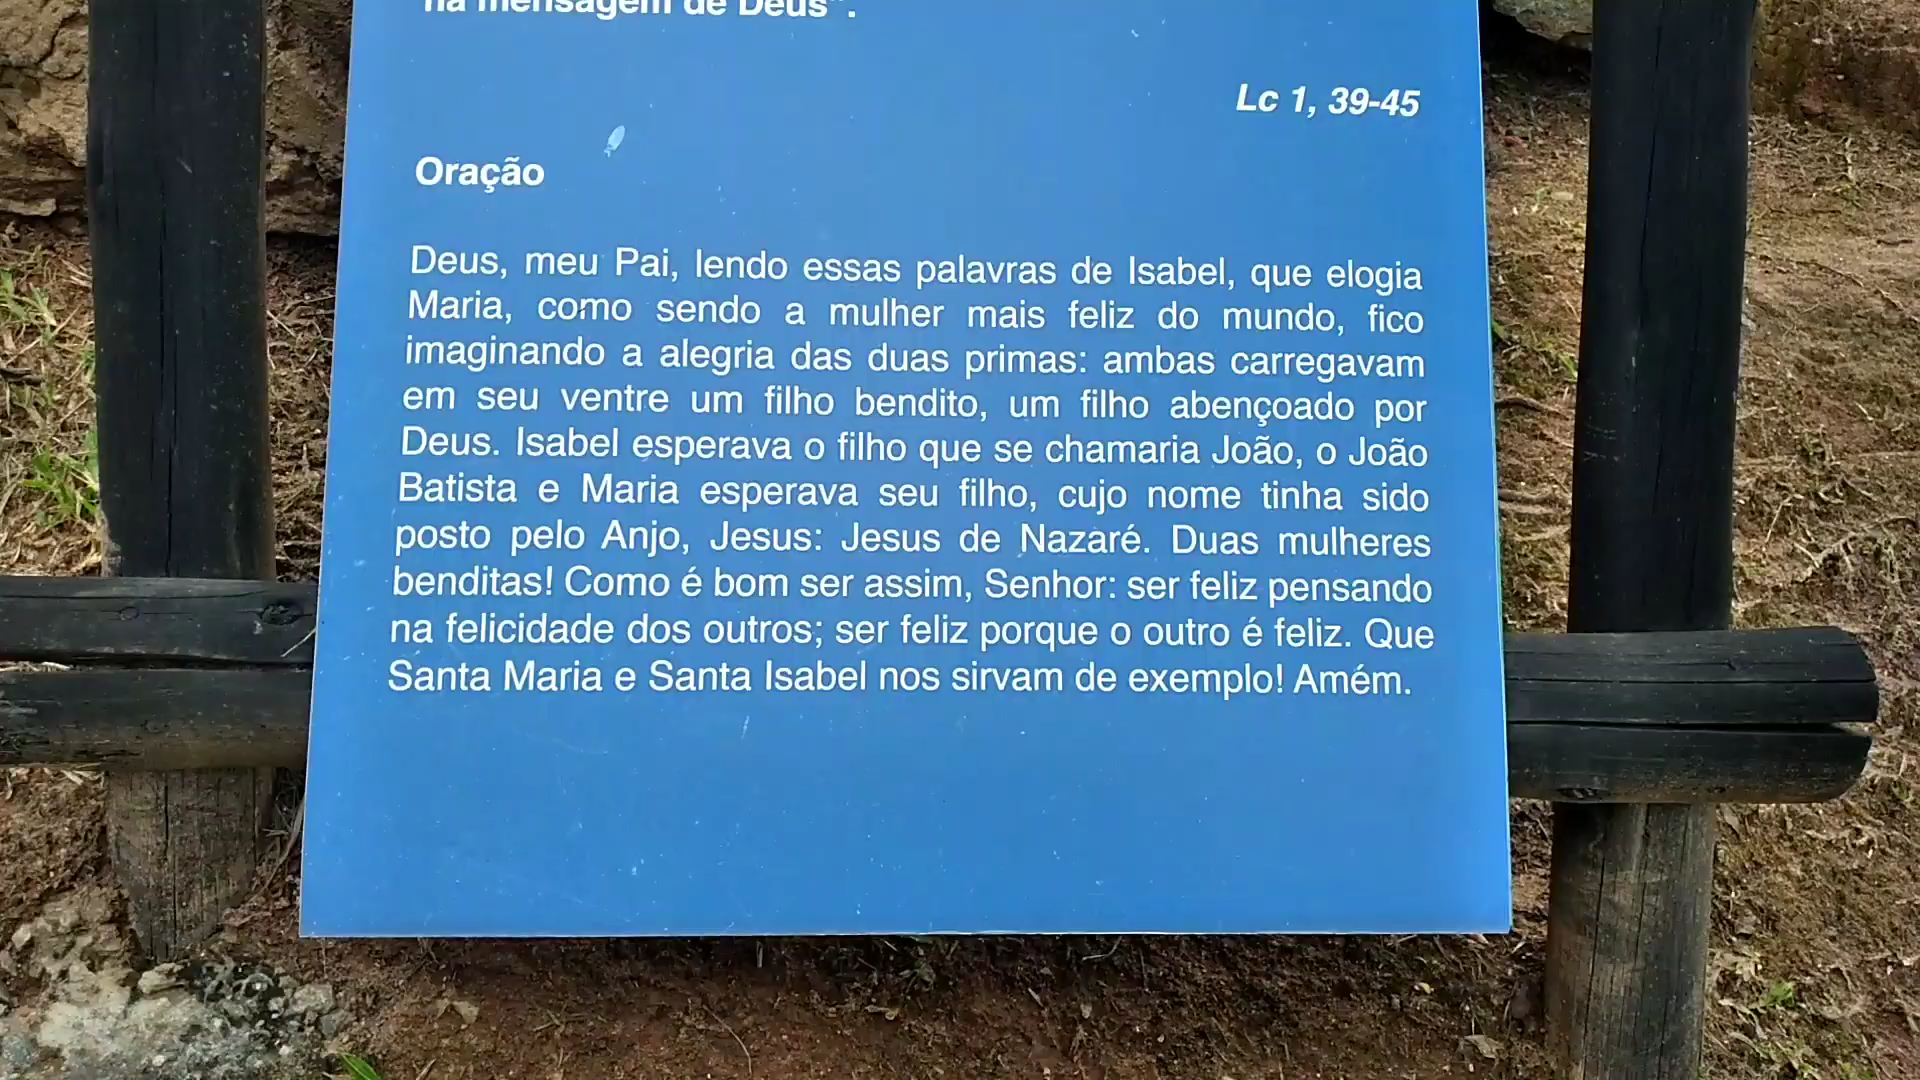 na mensagem de Deus".
Lc 1, 39-45
Oração
Deus, meu Pai, lendo essas palavras de Isabel, que elogia
Maria, como sendo a mulher mais feliz do mundo, fico
imaginando a alegria das duas primas: ambas carregavam
em seu ventre um filho bendito, um filho abençoado por
Deus. Isabel esperava o filho que se chamaria João, o João
Batista e Maria esperava seu filho, cujo nome tinha sido
posto pelo Anjo, Jesus: Jesus de Nazaré. Duas mulheres
benditas! Como é bom ser assim, Senhor: ser feliz pensando
na felicidade dos outros; ser feliz porque o outro é feliz. Que
Santa Maria e Santa Isabel nos sirvam de exemplo! Amém.